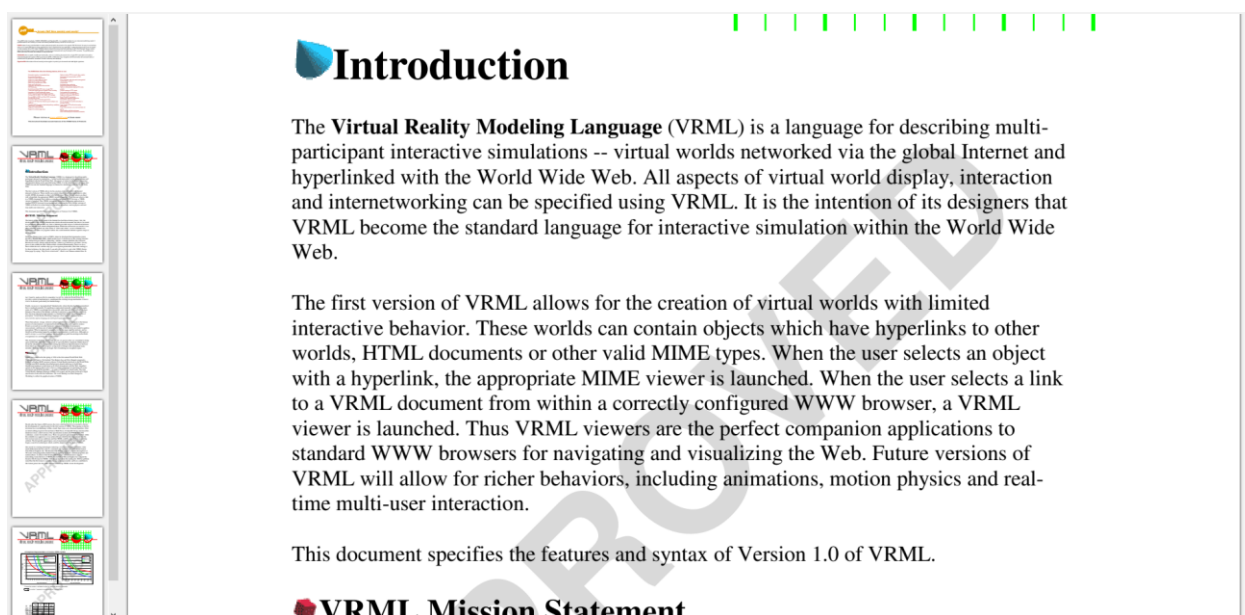 Introduction
The Virtual Reality Modeling Language (VRML) is a language for describing multi-
participant interactive simulations -- virtual worlds networked via the global Internet and
hyperlinked with the World Wide Web. All aspects of virtual world display, interaction
and internetworking can be specified using VRML. It is the intention of its designers that
VRML become the standard language for interactive simulation within the World Wide
Web.
The first version of VRML allows for the creation of virtual worlds with limited
interactive behavior. These worlds can contain objects which have hyperlinks to other
worlds, HTML documents or other valid MIME types. When the user selects an object
with a hyperlink, the appropriate MIME viewer is launched. When the user selects a link
to a VRML document from within a correctly configured WWW browser, a VRML
viewer is launched. Thus VRML viewers are the perfect companion applications to
standard WWW browsers for navigating and visualizing the Web. Future versions of
VRML will allow for richer behaviors, including animations, motion physics and real-
time multi-user interaction.
This document specifies the features and syntax of Version 1.0 of VRML.
VRML Mission Statement
PROVED
VRML
APPROVED
VRML
APPROVED
VRML
APPROVED
VRML